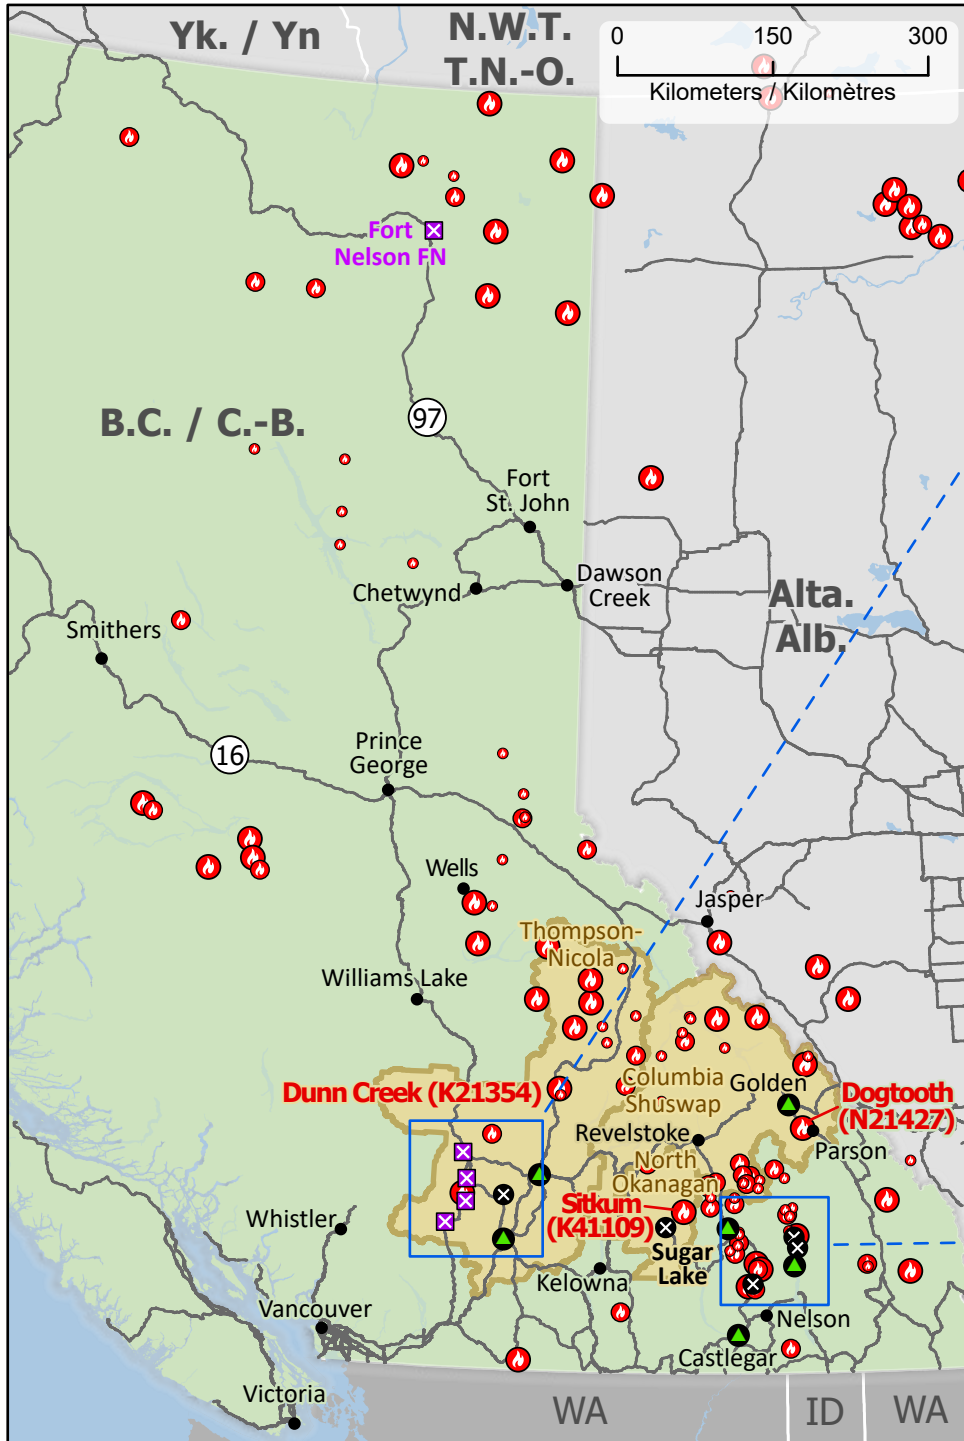 Yk. / Yn
N.W.T.
T.N.-O.
0 150 300
Kilometers / Kilomètres
Fort
Nelson FN
B.C. / C.-B.
97
Fort
St. John
Chetwynd
Dawson
Creek
Alta.
Alb.
Smithers
16
Prince
George
Wells
Jasper
Thompson-
Nicola
Williams Lake
Dunn Creek (K21354)
Columbia
Shuswap
Golden
Dogtooth
(N21427)
Revelstoke
Parson
North
Okanagan
Sitkum
(K41109)
Whistler
Sugar
Lake
Kelowna
Vancouver
Nelson
Castlegar
Victoria
WA
ID
WA